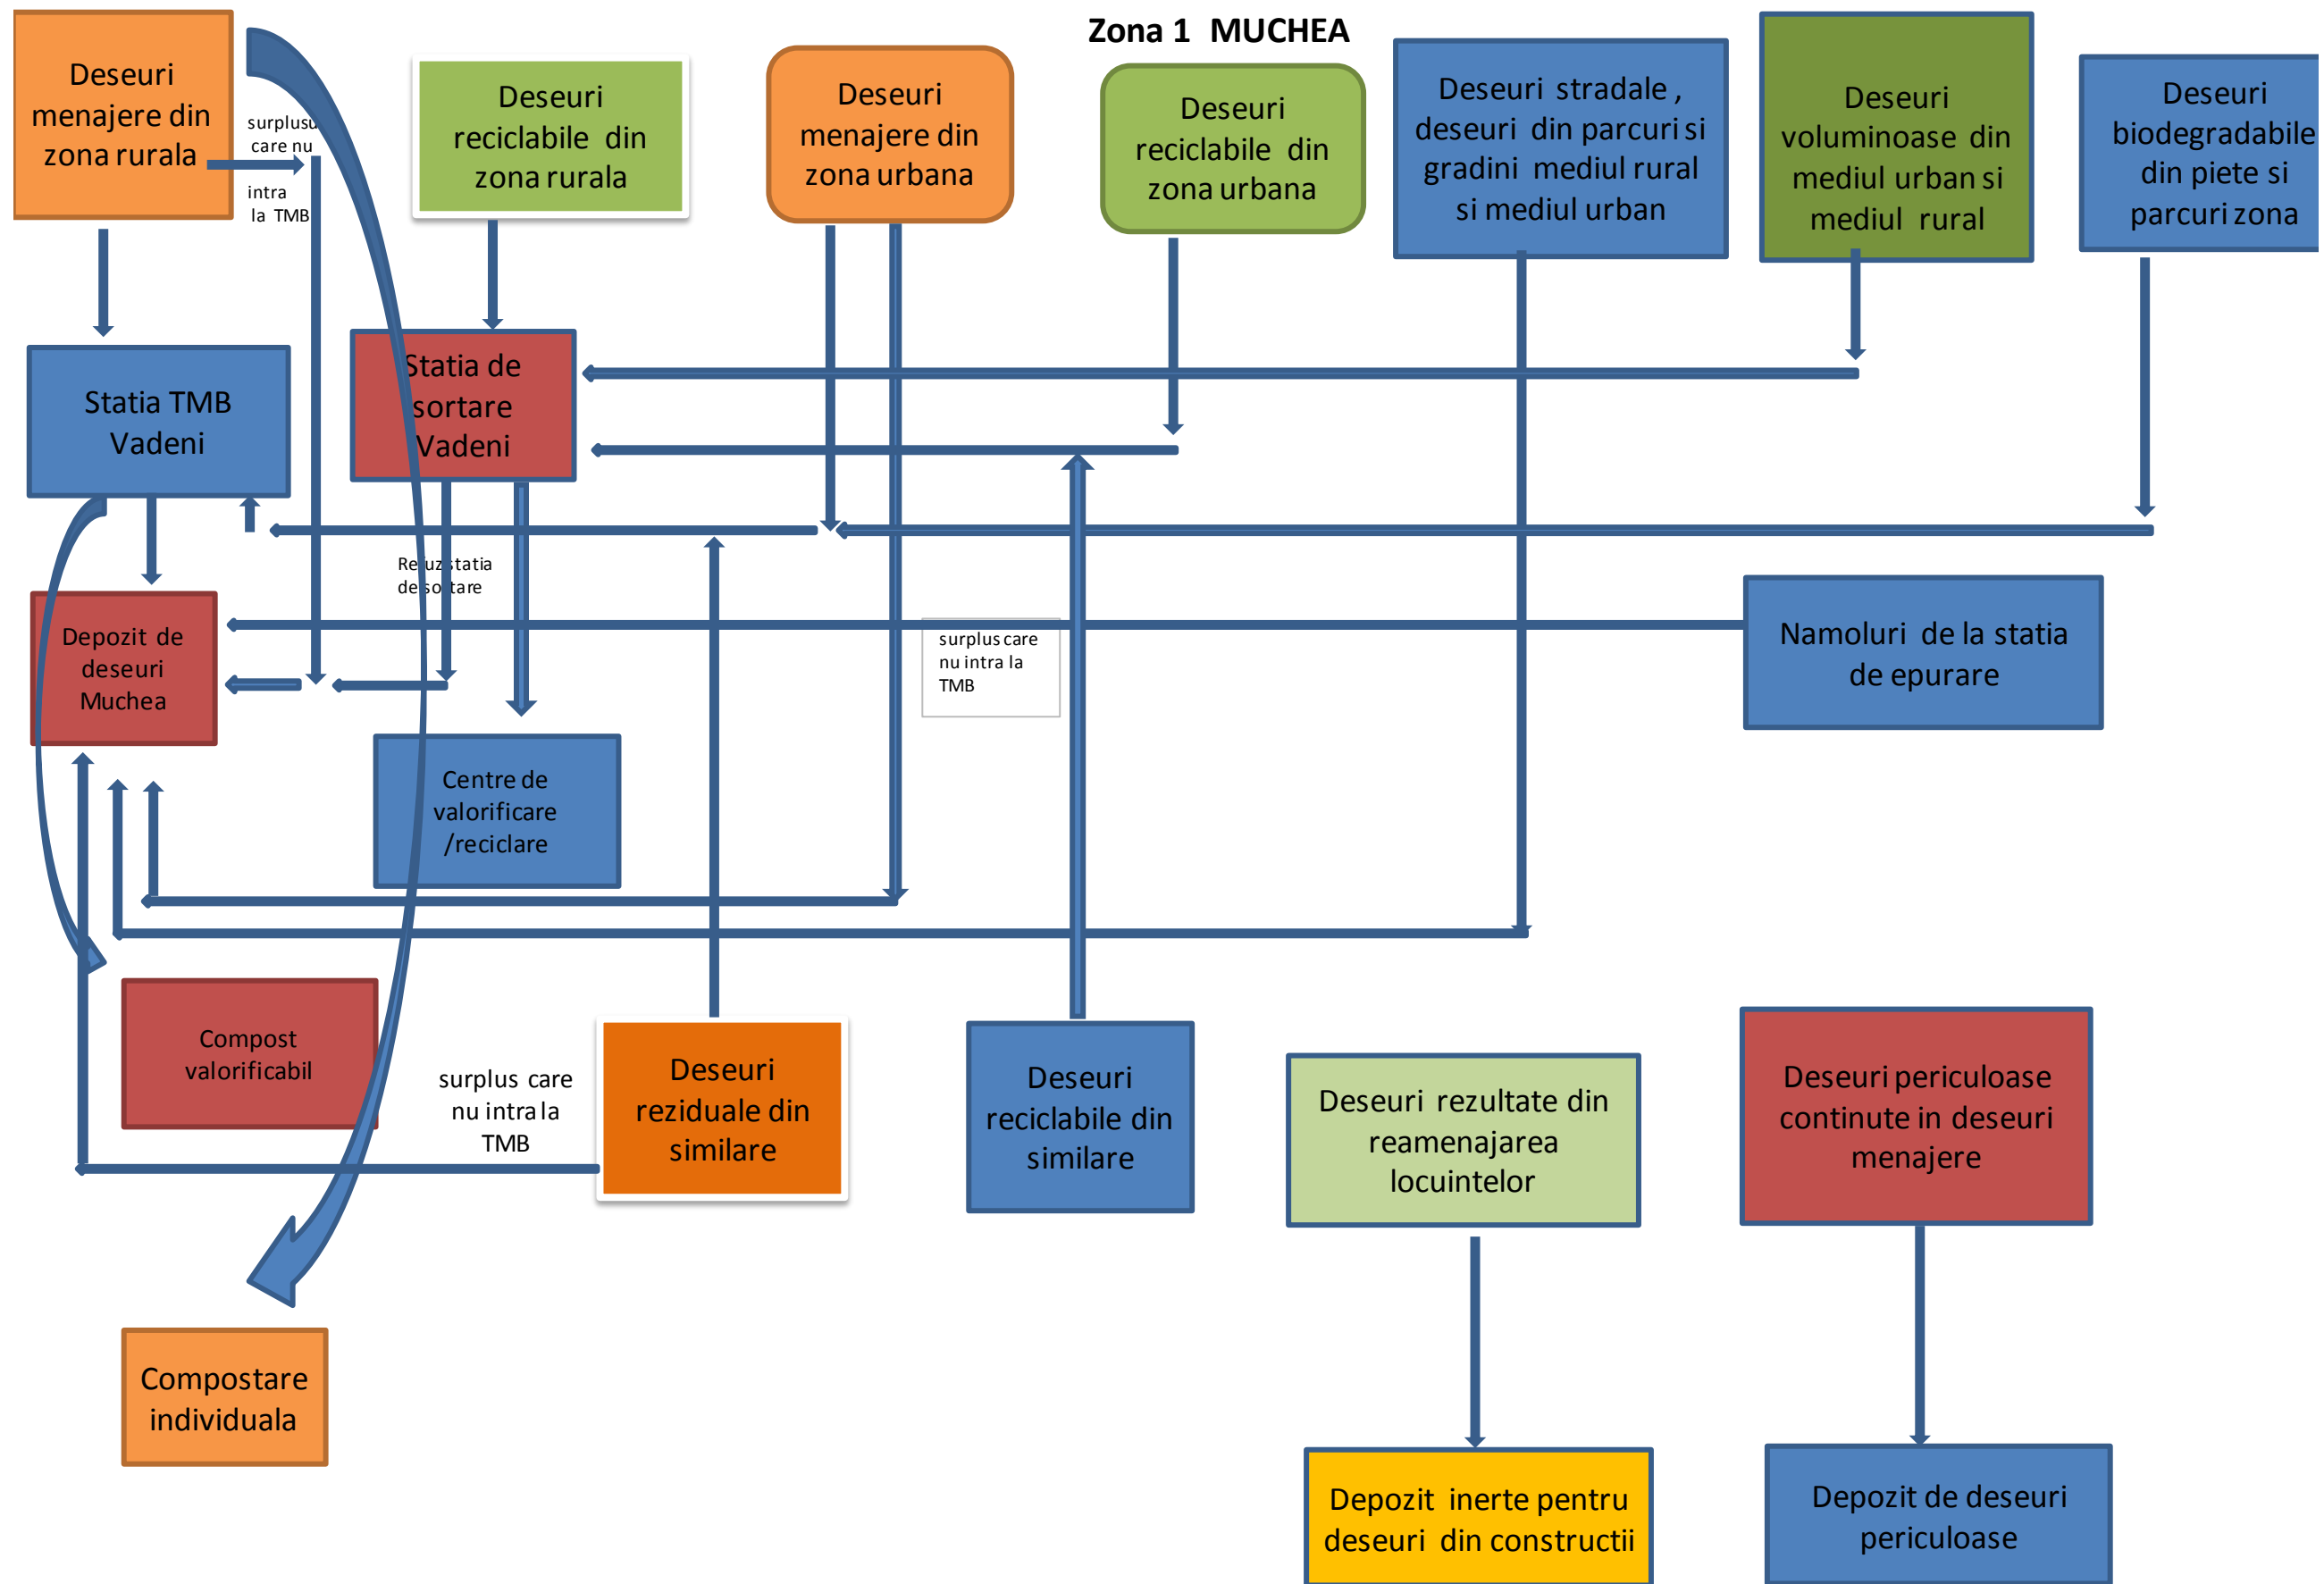 Zona 1 MUCHEA
Deseuri
menajere din
zona rurala
surplusu
care nu
intra
la TMB
Deseuri
reciclabile din
zona rurala
Deseuri
menajere din
zona urbana
Deseuri
reciclabile din
zona urbana
Deseuri stradale ,
deseuri din parcuri si
gradini mediul rural
si mediul urban
Deseuri
voluminoase din
mediul urban si
mediul rural
Deseuri
biodegradabile
din piete si
parcuri zona
Statia TMB
Vadeni
Statia de
sortare
Vadeni
Refuz statia
de sortare
Depozit de
deseuri
Muchea
surplus care
nu intra la
TMB
Namoluri de la statia
de epurare
Centre de
valorificare
/reciclare
Compost
valorificabil
surplus care
nu intra la
TMB
Deseuri
reziduale din
similare
Deseuri
reciclabile din
similare
Deseuri rezultate din
reamenajarea
locuintelor
Deseuri periculoase
continute in deseuri
menajere
Compostare
individuala
Depozit inerte pentru
deseuri din constructii
Depozit de deseuri
periculoase